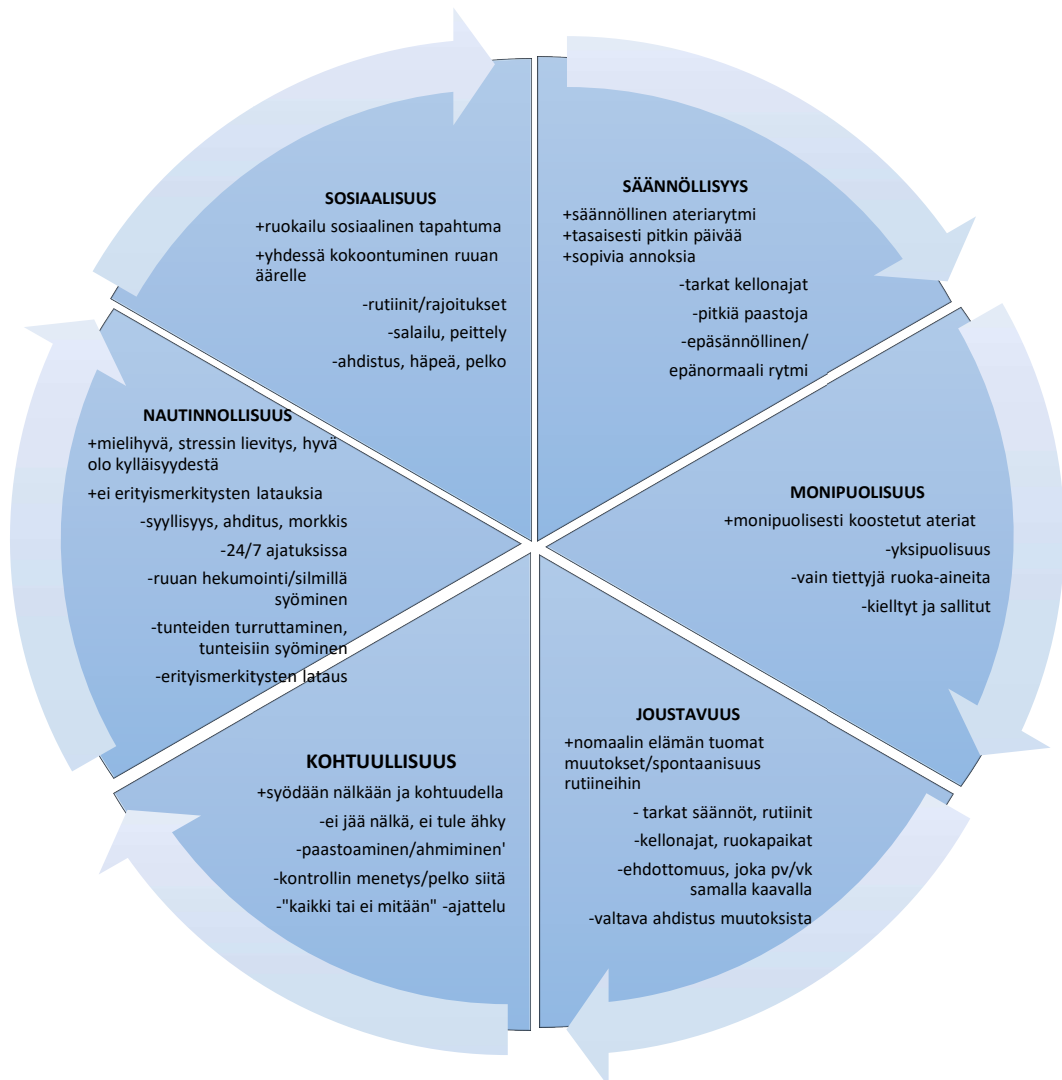 SOSIAALISUUS
+ruokailu sosiaalinen tapahtuma
+yhdessä kokoontuminen ruuan
äärelle
-rutiinit/rajoitukset
-salailu, peittely
-ahdistus, häpeä, pelko
SÄÄNNÖLLISYYS
+säännöllinen ateriarytmi
+tasaisesti pitkin päivää
+sopivia annoksia
-tarkat kellonajat
-pitkiä paastoja
-epäsännöllinen/
epänormaali rytmi
MONIPUOLISUUS
+monipuolisesti koostetut ateriat
-yksipuolisuus
-vain tiettyjä ruoka-aineita
-kielltyt ja sallitut
JOUSTAVUUS
+nomaalin elämän tuomat
muutokset/spontaanisuus
rutiineihin
- tarkat säännöt, rutiinit
-kellonajat, ruokapaikat
-ehdottomuus, joka pv/vk
samalla kaavalla
-valtava ahdistus muutoksista
KOHTUULLISUUS
+syödään nälkään ja kohtuudella
-ei jää nälkä, ei tule ähky
-paastoaminen/ahmiminen'
-kontrollin menetys/pelko siitä
-"kaikki tai ei mitään" -ajattelu
NAUTINNOLLISUUS
+mielihyvä, stressin lievitys, hyvä
olo kylläisyydestä
+ei erityismerkitysten latauksia
-syyllisyys, ahditus, morkkis
-24/7 ajatuksissa
-ruuan hekumointi/silmillä
syöminen
-tunteiden turruttaminen,
tunteisiin syöminen
-erityismerkitysten lataus